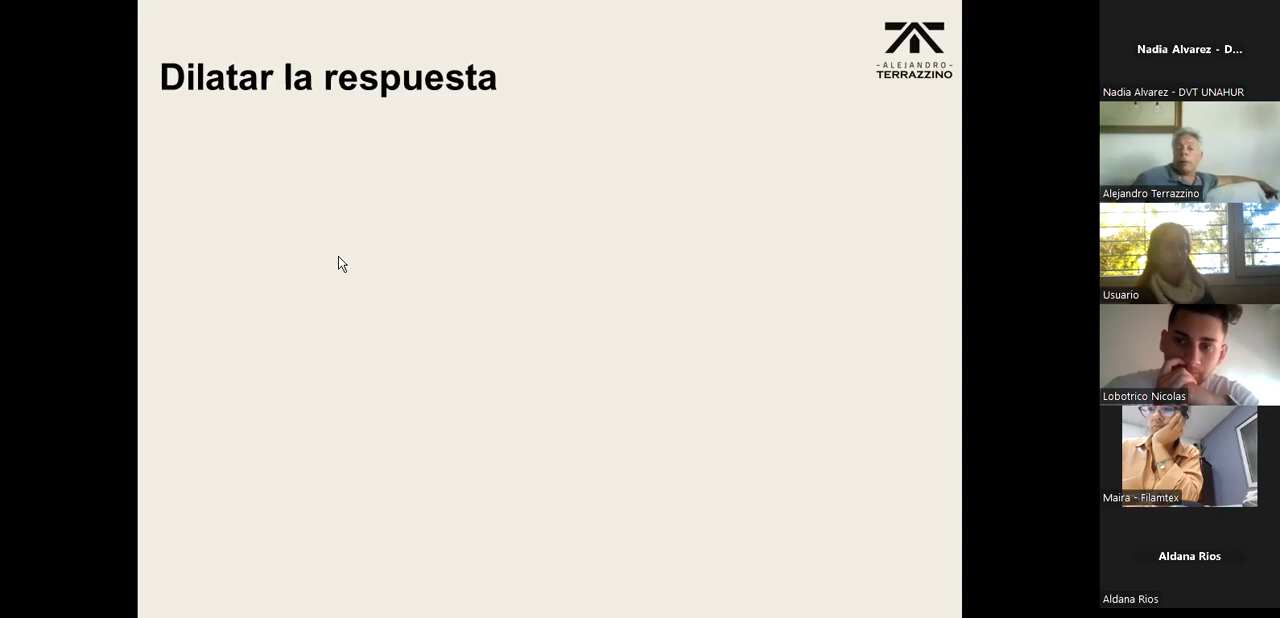 Dilatar la respuesta
-ALEJANDRO-
TERRAZZINO
Nadia Alvarez - D...
Nadia Alvarez - DVT UNAHUR
Alejandro Terrazzino
Usuario
Lobotrico Nicolas
Maira - Filamtex
Aldana Rios
Aldana Rios